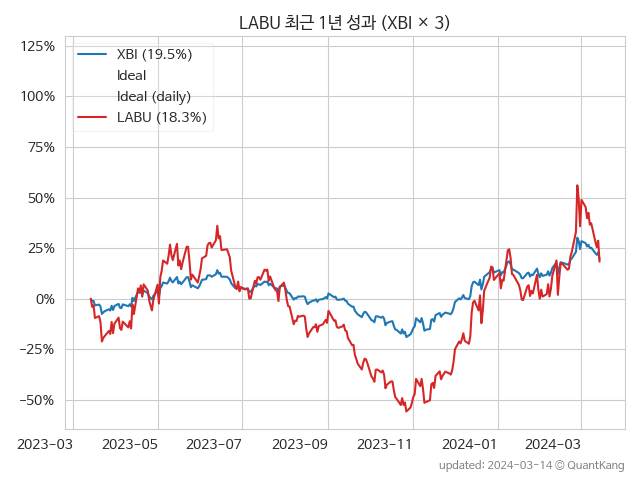 LABU 최근 1년 성과 (XBI × 3)
125%
100%
75%
50%
25%
0%
−25%
−50%
XBI (19.5%)
Ideal
Ideal (daily)
LABU (18.3%)
2023-03
2023-05
2023-07
2023-09
2023-11
2024-01
2024-03
updated: 2024-03-14 © QuantKang